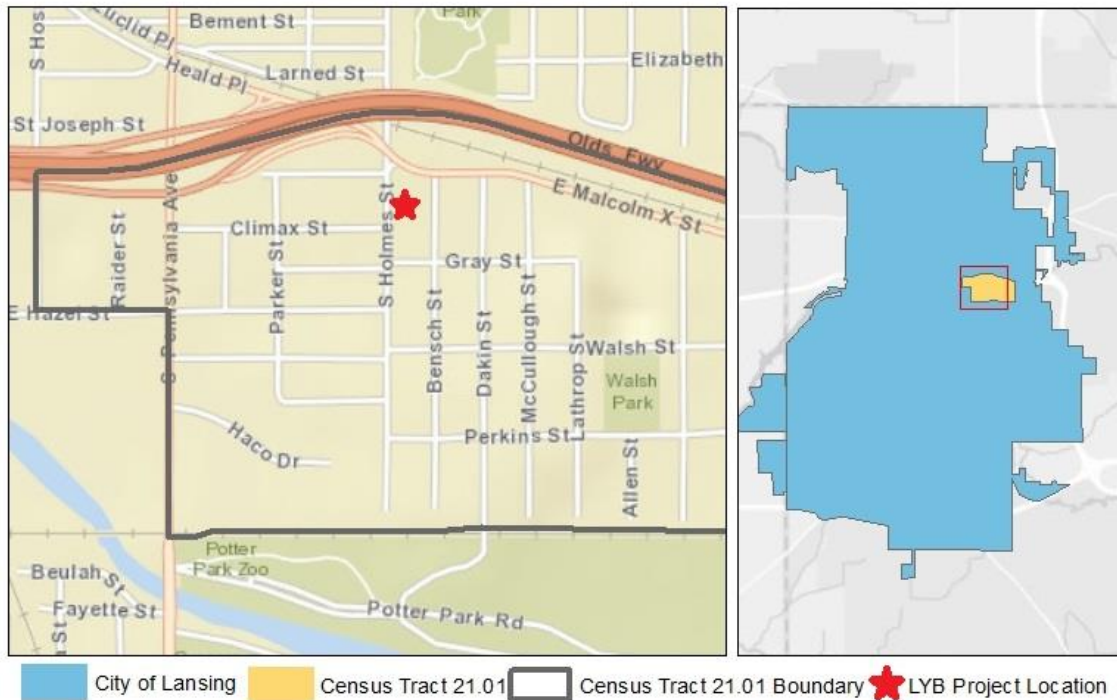 Euclid Pl
Bement St
Park
S Hos
Heald Pl
Larned St
Elizabeth
St Joseph St
Olds Fwy
E Malcolm X St
S Pennsylvania Ave
Raider St
Climax St
Parker St
S Holmes St
Gray St
E Hazel St
Bensch St
Dakin St
McCullough St
Lathrop St
Walsh St
Walsh
Park
Haco Dr
Perkins St
Allen St
Potter
Park Zoo
Beulah St
Fayette St
Potter Park Rd
City of Lansing
Census Tract 21.01
Census Tract 21.01 Boundary
LYB Project Location